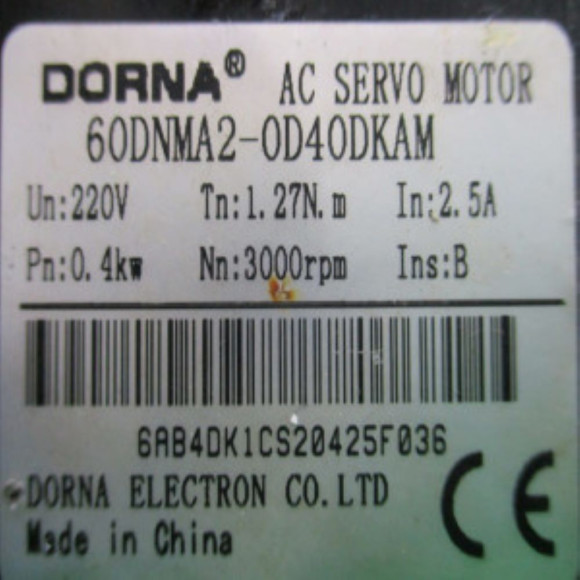 DORNA® AC SERVO MOTOR
60DNMA2-0D40DKAM
Un:220V Tn:1.27N.m In:2.5A
Pn:0.4kw Nn:3000rpm Ins:B
6AB4DK1CS20425F036
DORNA ELECTRON CO.LTD
Made in China
CE